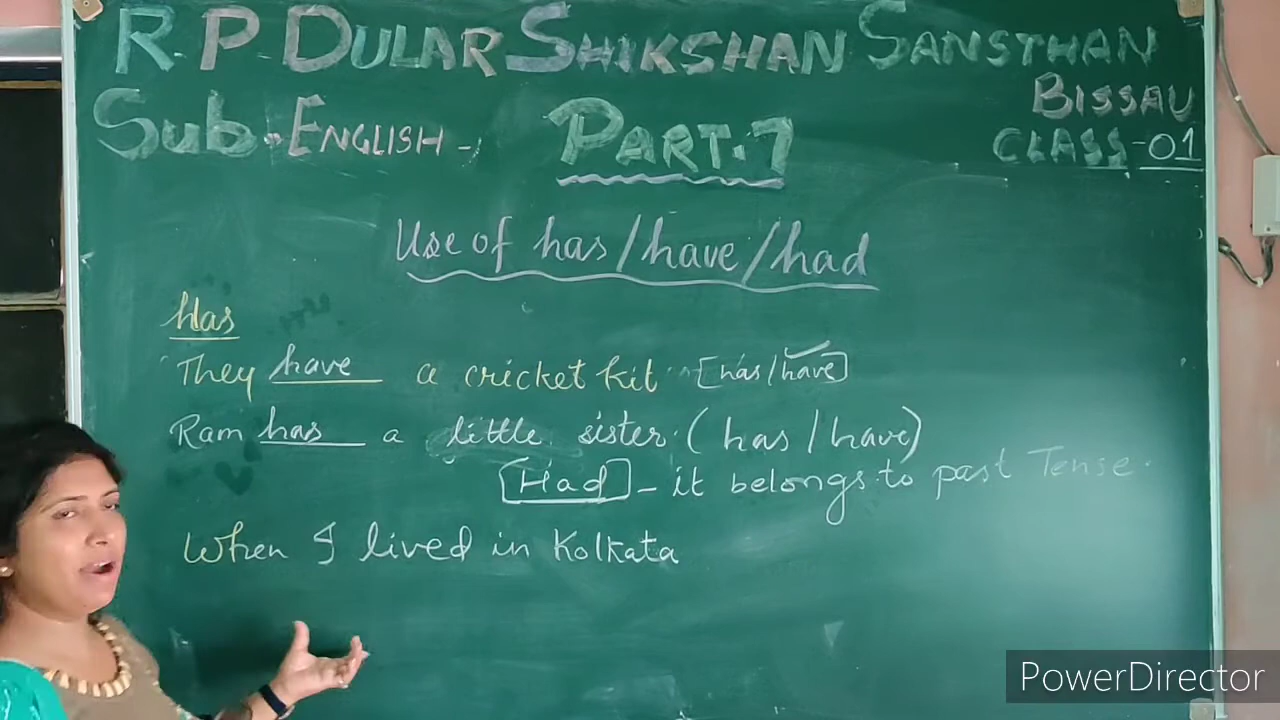 R. P DULAR SHIKSHAN SANSTHAN
BISSAU
Sub. ENGLISH -
PART.7
CLASS-01
Use of has/have/had
Has
They have a cricket kit [has/have]
Ram has a little sister. (has/have)
[Had] - it belongs to past Tense.
When I lived in Kolkata
PowerDirector